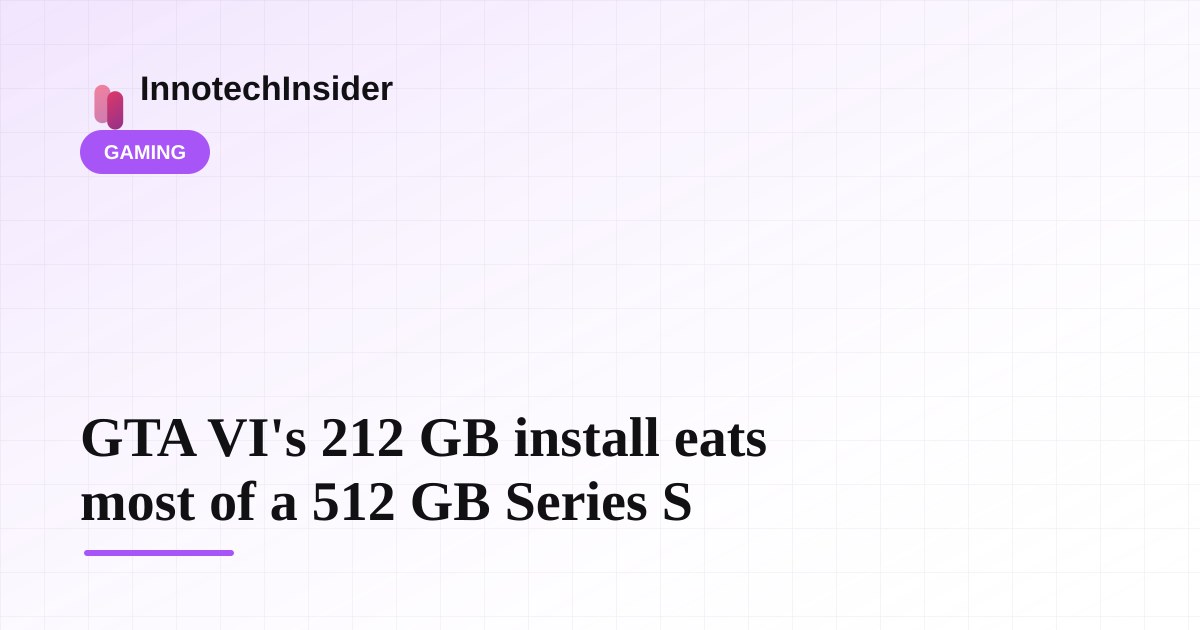 InnotechInsider
GAMING
GTA VI's 212 GB install eats
most of a 512 GB Series S